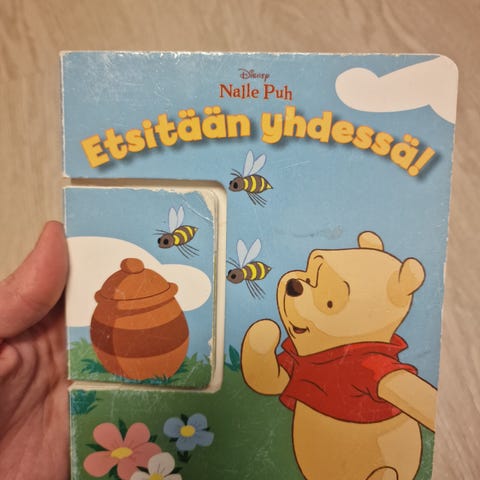 Disney
Nalle Puh
Etsitään yhdessä!